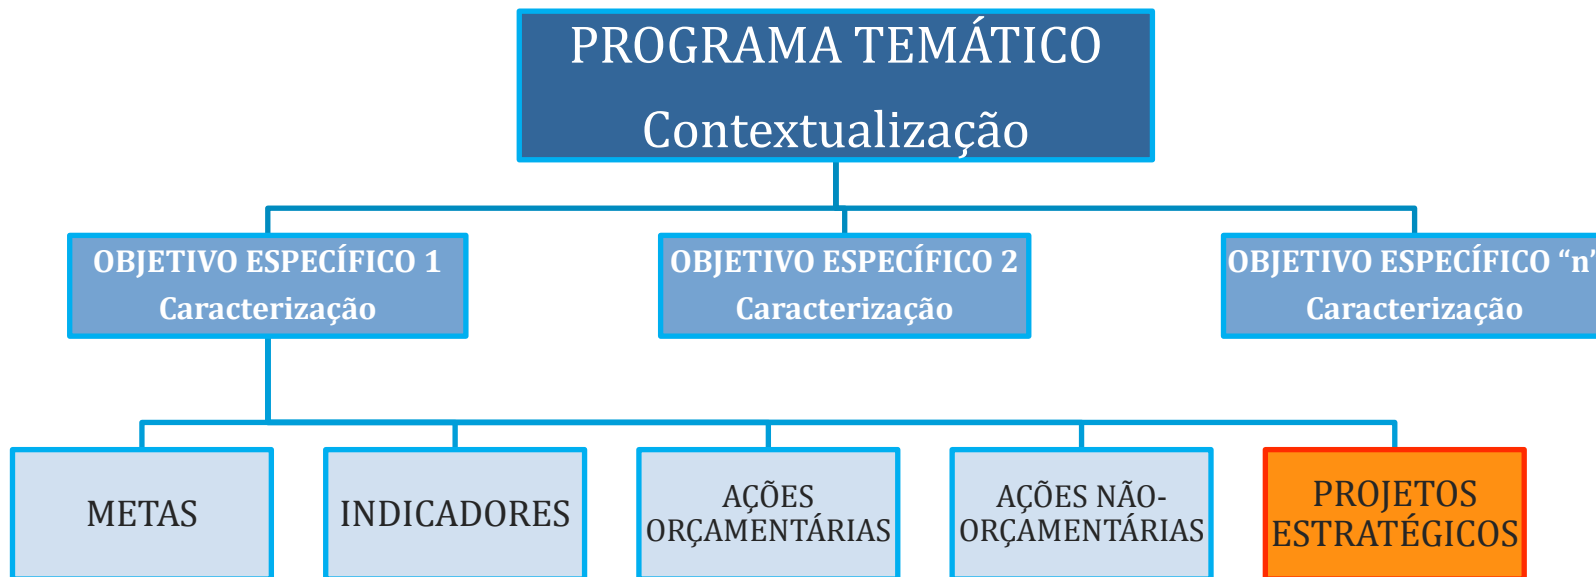 PROGRAMA TEMÁTICO
Contextualização
OBJETIVO ESPECÍFICO 1
Caracterização
OBJETIVO ESPECÍFICO 2
Caracterização
OBJETIVO ESPECÍFICO “n”
Caracterização
METAS
INDICADORES
AÇÕES
ORÇAMENTÁRIAS
AÇÕES NÃO-
ORÇAMENTÁRIAS
PROJETOS
ESTRATÉGICOS